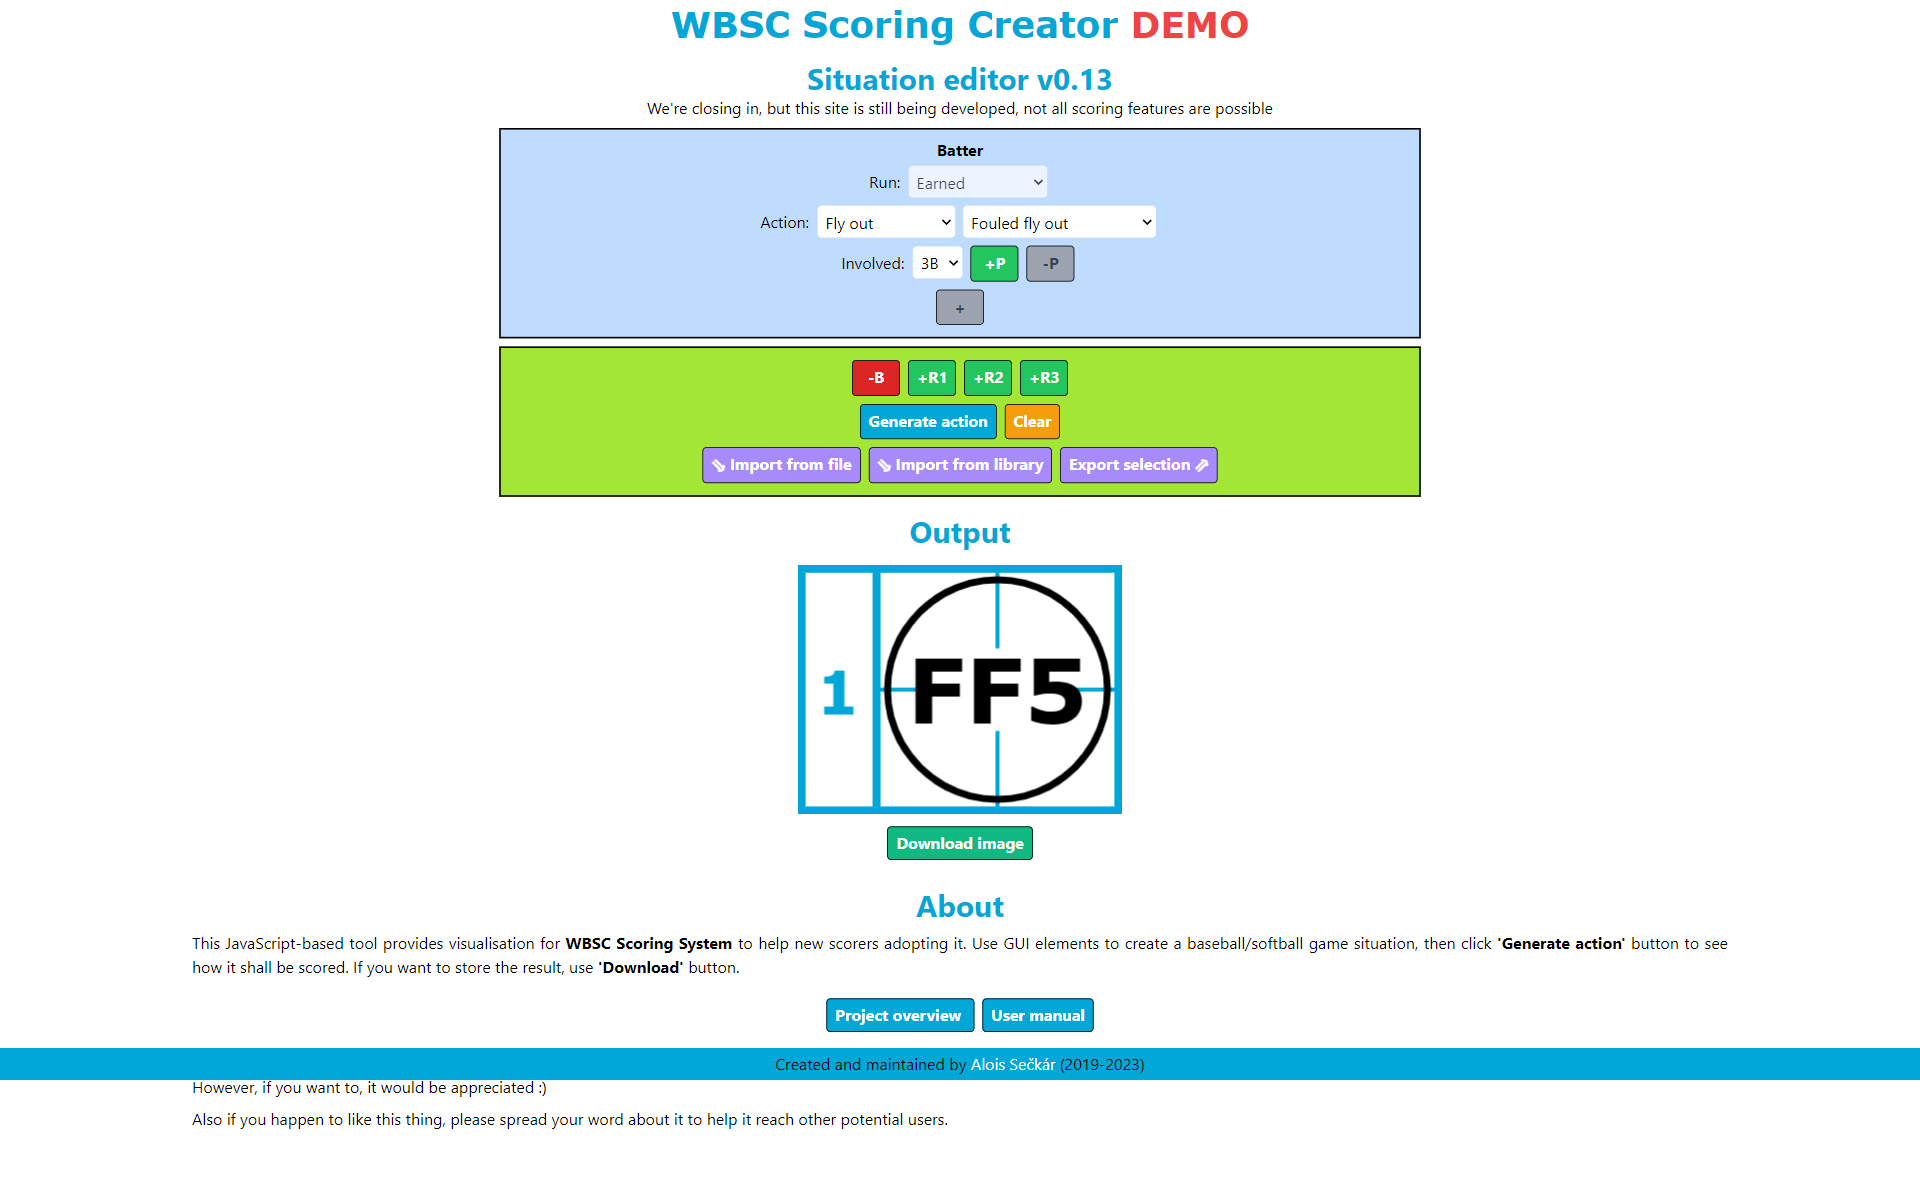 WBSC Scoring Creator DEMO
Situation editor v0.13
We're closing in, but this site is still being developed, not all scoring features are possible
Batter
Run: Earned
Action: Fly out Fouled fly out
Involved: 3B +P -P
+
-B +R1 +R2 +R3
Generate action Clear
⇘ Import from file ⇘ Import from library Export selection ⇗
Output
1 FF5
Download image
About
This JavaScript-based tool provides visualisation for WBSC Scoring System to help new scorers adopting it. Use GUI elements to create a baseball/softball game situation, then click 'Generate action' button to see
how it shall be scored. If you want to store the result, use 'Download' button.
Project overview User manual
Created and maintained by Alois Sečkár (2019-2023)
However, if you want to, it would be appreciated :)
Also if you happen to like this thing, please spread your word about it to help it reach other potential users.